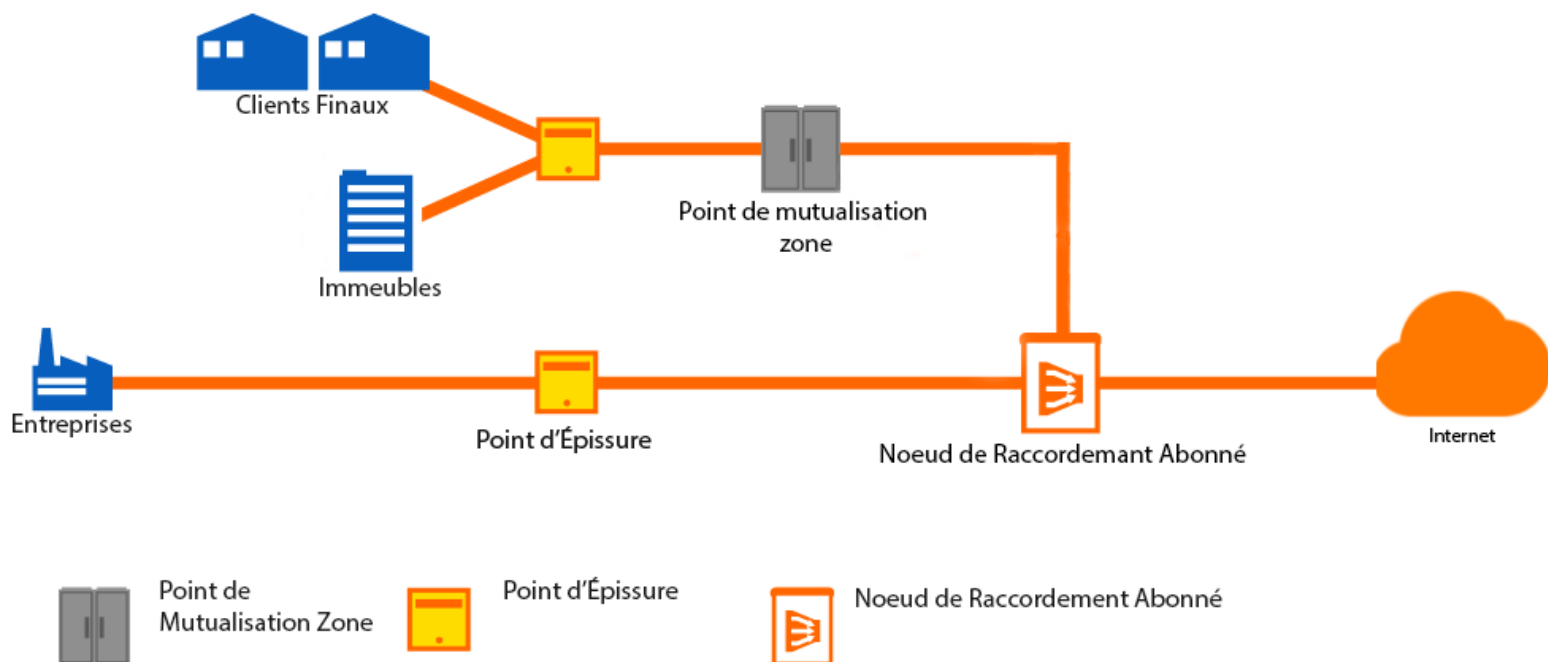 Clients Finaux
Point de mutualisation
zone
Immeubles
Entreprises
Point d'Épissure
Noeud de Raccordemant Abonné
Internet
Point de
Mutualisation Zone
Point d'Épissure
Noeud de Raccordement Abonné